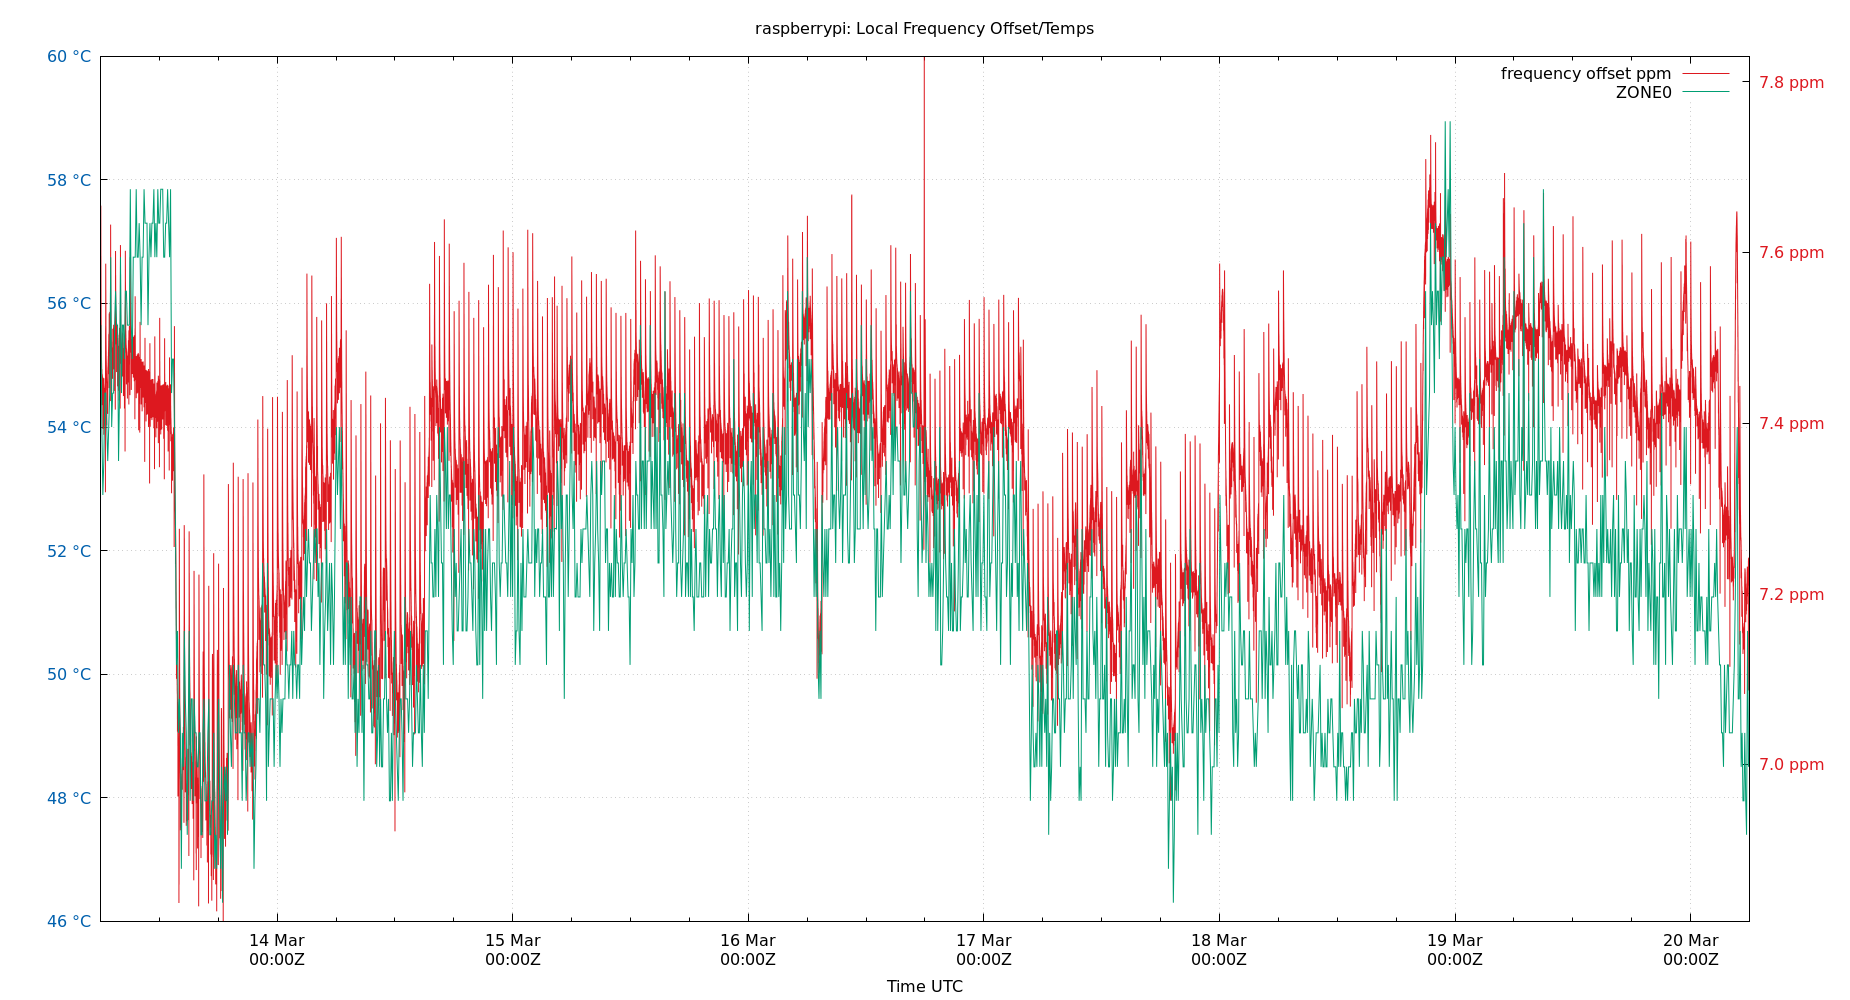 raspberrypi: Local Frequency Offset/Temps
60 °C
58 °C
56 °C
54 °C
52 °C
50 °C
48 °C
46 °C
frequency offset ppm
ZONE0
7.8 ppm
7.6 ppm
7.4 ppm
7.2 ppm
7.0 ppm
14 Mar
00:00Z
15 Mar
00:00Z
16 Mar
00:00Z
17 Mar
00:00Z
18 Mar
00:00Z
19 Mar
00:00Z
20 Mar
00:00Z
Time UTC